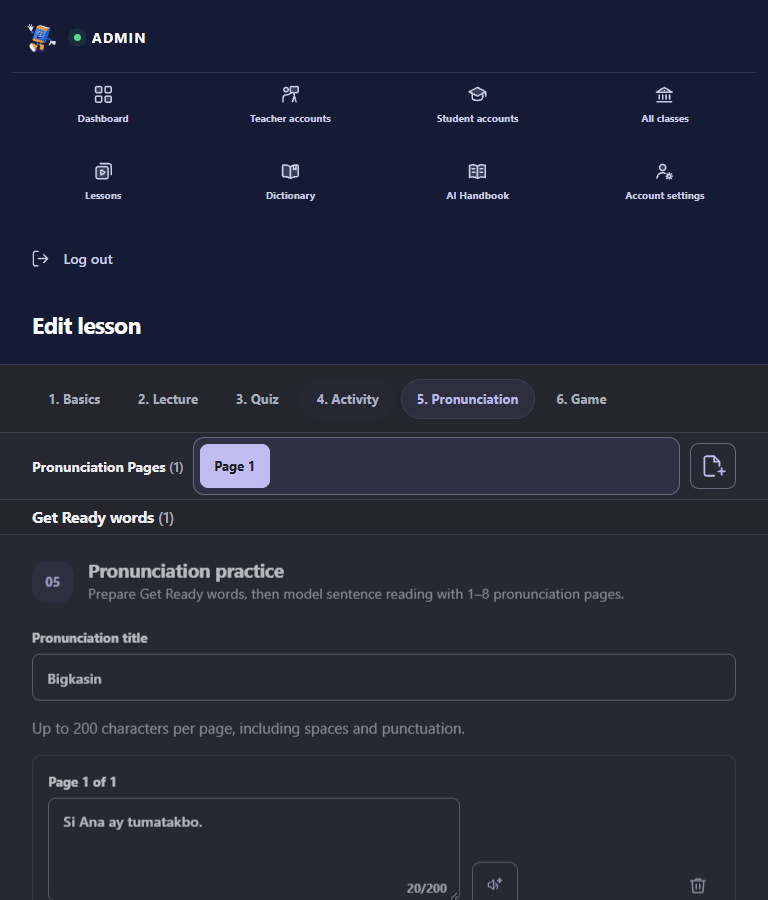 ADMIN
Dashboard
Teacher accounts
Student accounts
All classes
Lessons
Dictionary
AI Handbook
Account settings
Log out
Edit lesson
1. Basics
2. Lecture
3. Quiz
4. Activity
5. Pronunciation
6. Game
Pronunciation Pages (1)
Page 1
Get Ready words (1)
05
Pronunciation practice
Prepare Get Ready words, then model sentence reading with 1–8 pronunciation pages.
Pronunciation title
Bigkasin
Up to 200 characters per page, including spaces and punctuation.
Page 1 of 1
Si Ana ay tumatakbo.
20/200